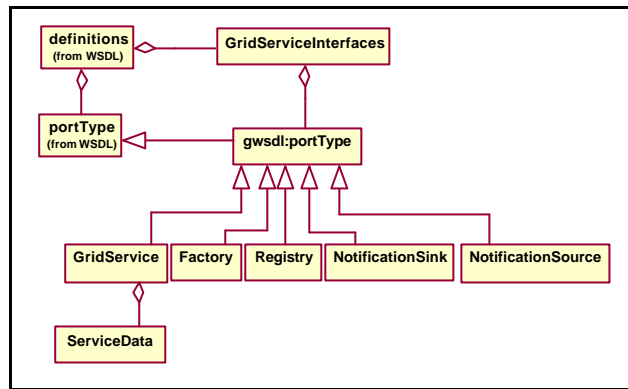 definitions
(from WSDL)
GridServiceInterfaces
portType
(from WSDL)
gwsdl:portType
GridService
Factory
Registry
NotificationSink
NotificationSource
ServiceData